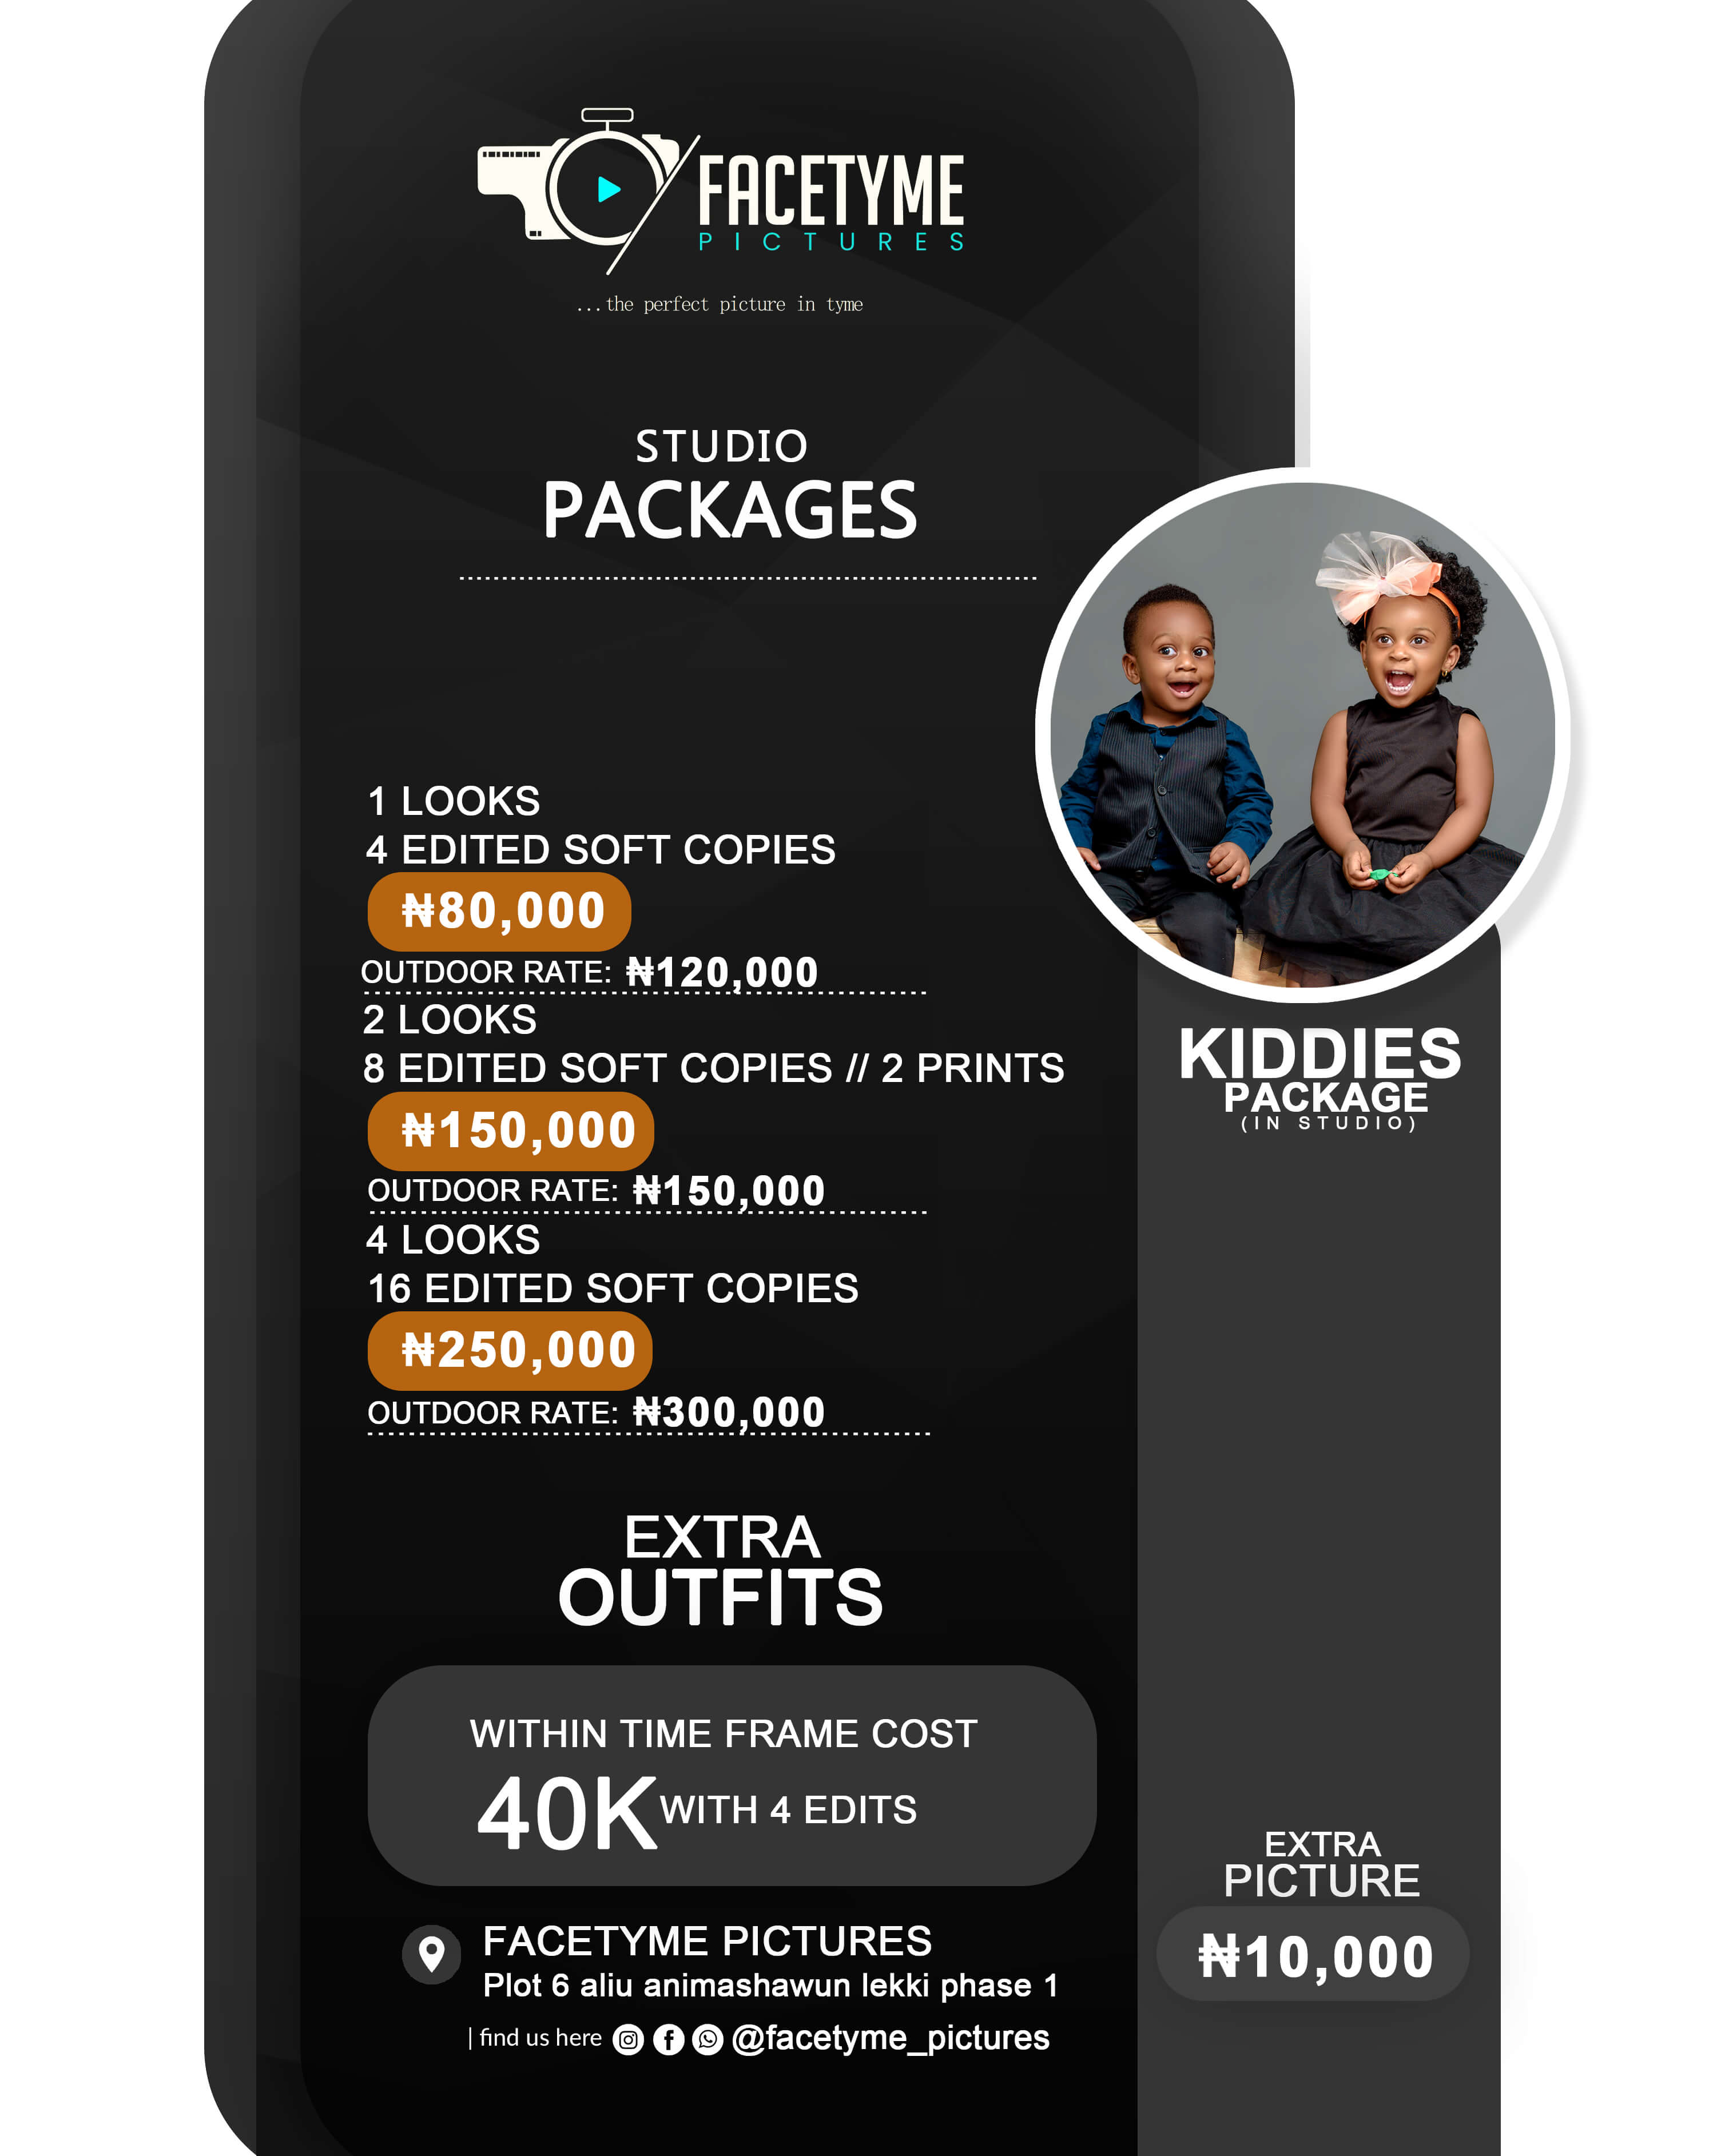 FACETYME
PICTURES
...the perfect picture in tyme
STUDIO
PACKAGES
1 LOOKS
4 EDITED SOFT COPIES
₦80,000
OUTDOOR RATE: ₦120,000
2 LOOKS
8 EDITED SOFT COPIES // 2 PRINTS
₦150,000
OUTDOOR RATE: ₦150,000
4 LOOKS
16 EDITED SOFT COPIES
₦250,000
OUTDOOR RATE: ₦300,000
KIDDIES
PACKAGE
(IN STUDIO)
EXTRA
OUTFITS
WITHIN TIME FRAME COST
40K WITH 4 EDITS
EXTRA
PICTURE
₦10,000
FACETYME PICTURES
Plot 6 aliu animashawun lekki phase 1
| find us here @facetyme_pictures